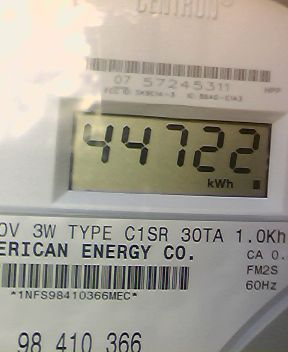 CENTRON®
07 57245311
44722
kWh
0V 3W TYPE C1SR 30TA 1.0Kh
ERICAN ENERGY CO.
CA 0.
FM2S
60Hz
*1NFS98410366MEC*
98 410 366